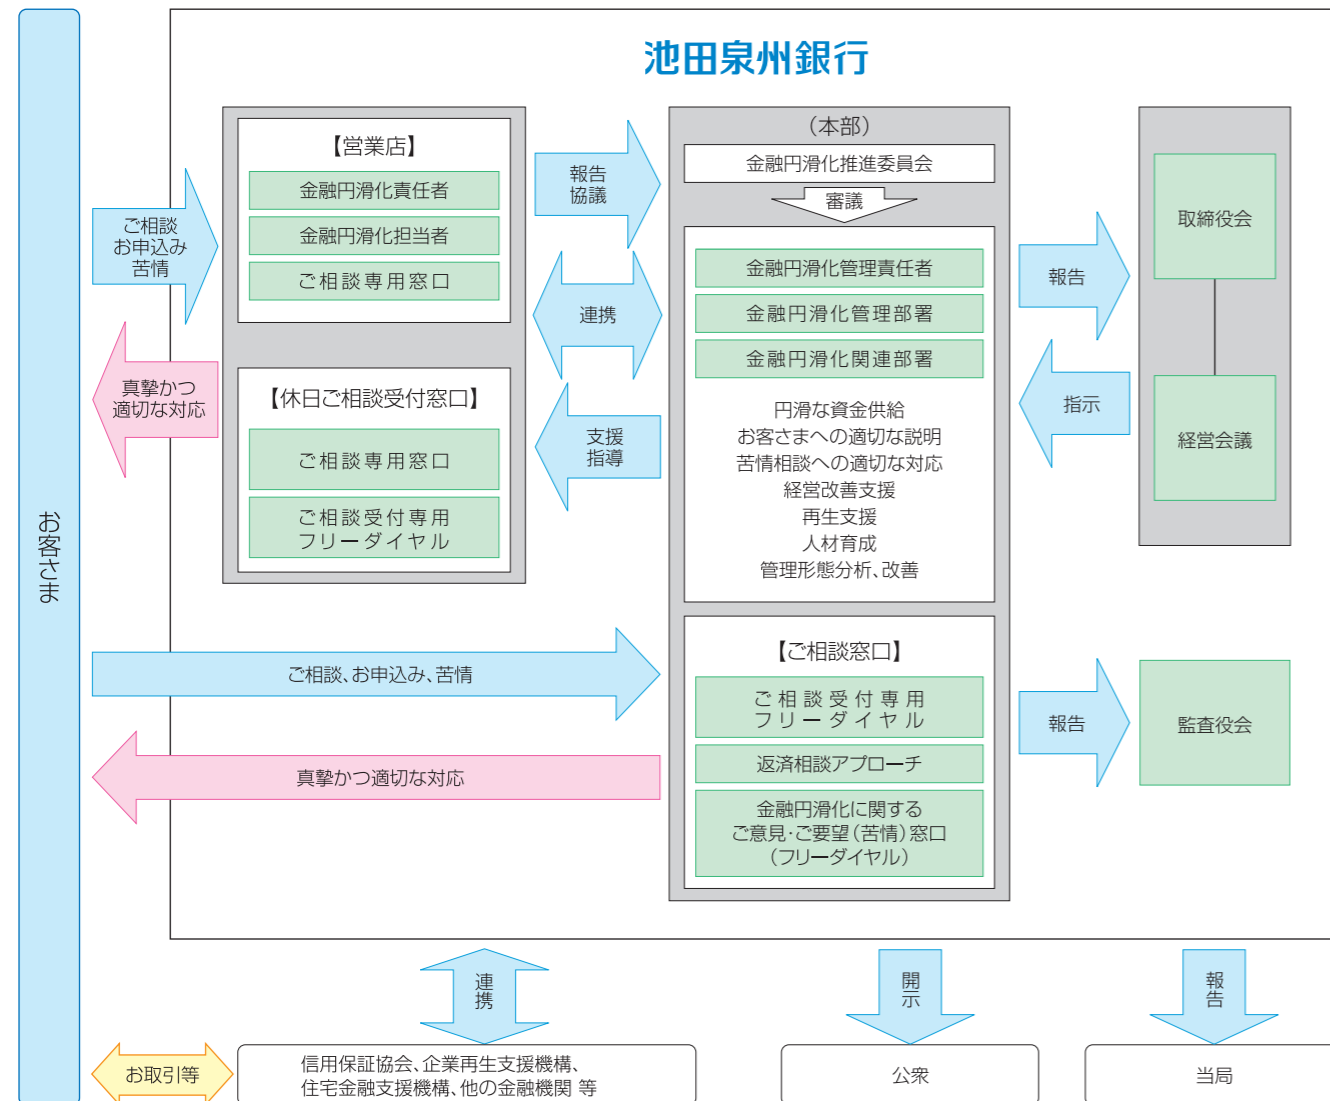 池田泉州銀行
お客さま
ご相談
お申込み
苦情
真摯かつ
適切な対応
【営業店】
金融円滑化責任者
金融円滑化担当者
ご相談専用窓口
【休日ご相談受付窓口】
ご相談専用窓口
ご相談受付専用
フリーダイヤル
報告
協議
連携
支援
指導
（本部）
金融円滑化推進委員会
審議
金融円滑化管理責任者
金融円滑化管理部署
金融円滑化関連部署
円滑な資金供給
お客さまへの適切な説明
苦情相談への適切な対応
経営改善支援
再生支援
人材育成
管理形態分析、改善
報告
指示
取締役会
経営会議
ご相談、お申込み、苦情
真摯かつ適切な対応
【ご相談窓口】
ご相談受付専用
フリーダイヤル
返済相談アプローチ
金融円滑化に関する
ご意見・ご要望（苦情）窓口
（フリーダイヤル）
報告
監査役会
連携
開示
報告
お取引等
信用保証協会、企業再生支援機構、
住宅金融支援機構、他の金融機関 等
公衆
当局